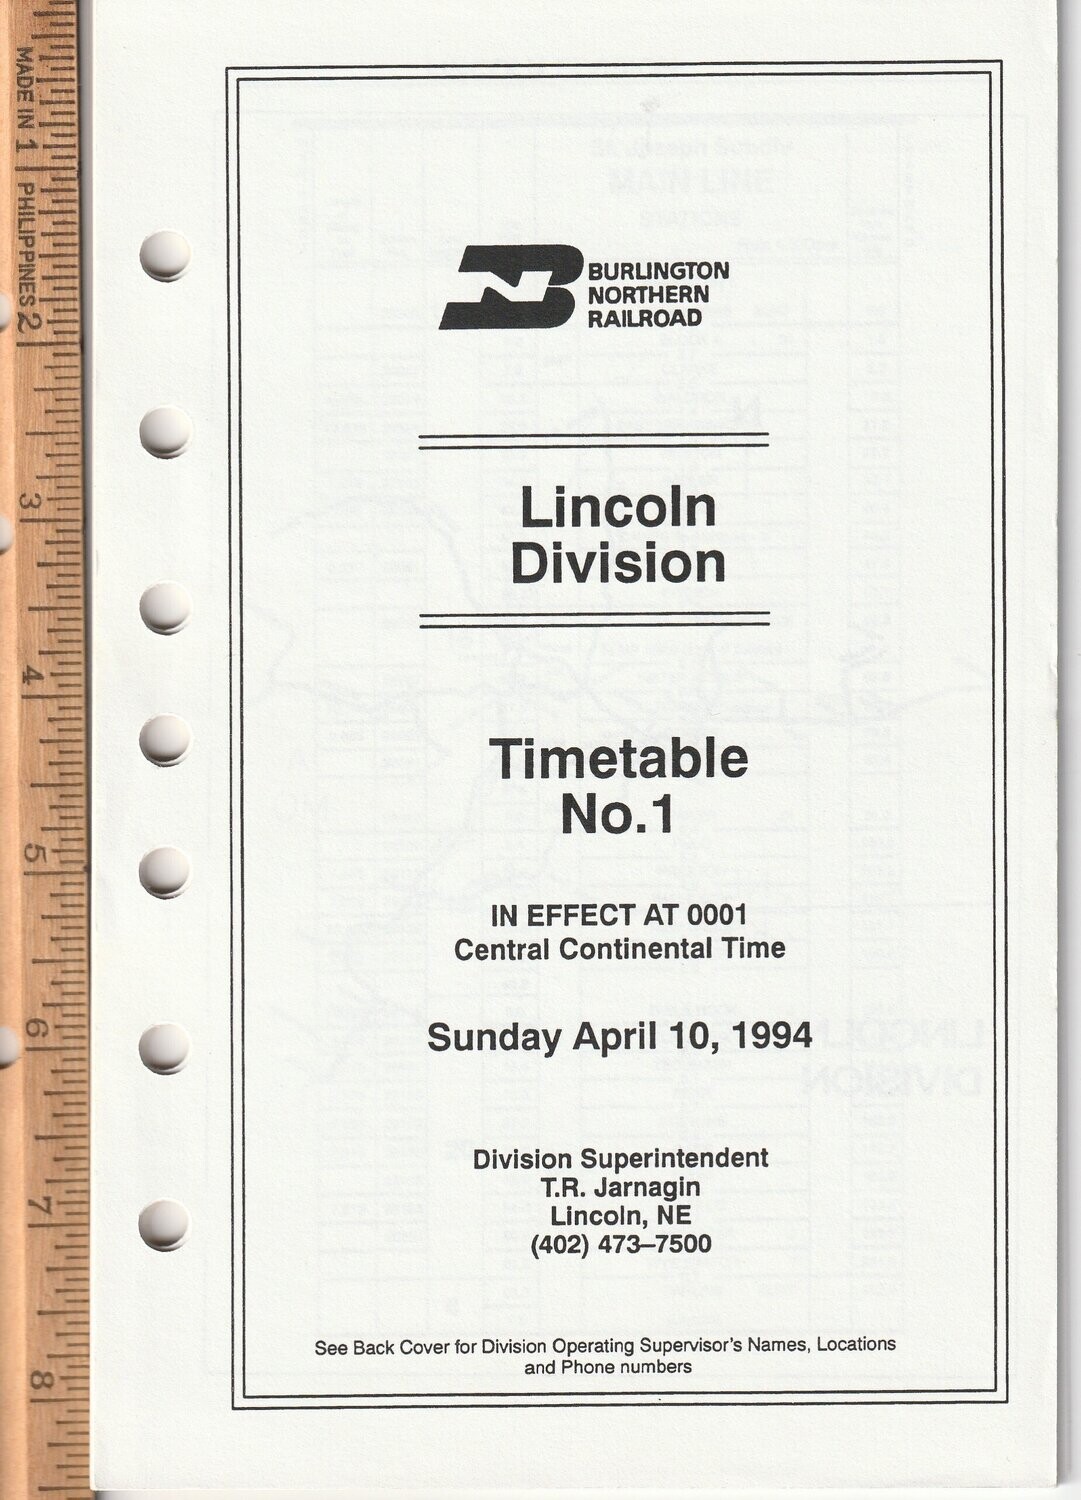 MADE IN 1 PHILIPPINES 2
3
4
5
6
7
8
BURLINGTON
NORTHERN
RAILROAD
Lincoln
Division
Timetable
No.1
IN EFFECT AT 0001
Central Continental Time
Sunday April 10, 1994
Division Superintendent
T.R. Jarnagin
Lincoln, NE
(402) 473–7500
See Back Cover for Division Operating Supervisor's Names, Locations
and Phone numbers
LINCOLN
DIVISION